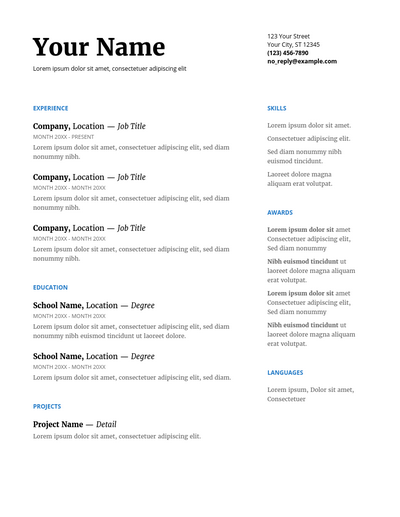 Your Name
Lorem ipsum dolor sit amet, consectetuer adipiscing elit
123 Your Street
Your City, ST 12345
(123) 456-7890
no_reply@example.com
EXPERIENCE
Company, Location — Job Title
MONTH 20XX - PRESENT
Lorem ipsum dolor sit amet, consectetuer adipiscing elit, sed diam
nonummy nibh.
Company, Location — Job Title
MONTH 20XX - MONTH 20XX
Lorem ipsum dolor sit amet, consectetuer adipiscing elit, sed diam
nonummy nibh.
Company, Location — Job Title
MONTH 20XX - MONTH 20XX
Lorem ipsum dolor sit amet, consectetuer adipiscing elit, sed diam
nonummy nibh.
EDUCATION
School Name, Location — Degree
MONTH 20XX - MONTH 20XX
Lorem ipsum dolor sit amet, consectetuer adipiscing elit, sed diam
nonummy nibh euismod tincidunt ut laoreet dolore.
School Name, Location — Degree
MONTH 20XX - MONTH 20XX
Lorem ipsum dolor sit amet, consectetuer adipiscing elit, sed diam.
PROJECTS
Project Name — Detail
Lorem ipsum dolor sit amet, consectetuer adipiscing elit.
SKILLS
Lorem ipsum dolor sit amet.
Consectetuer adipiscing elit.
Sed diam nonummy nibh
euismod tincidunt.
Laoreet dolore magna
aliquam erat volutpat.
AWARDS
Lorem ipsum dolor sit amet
Consectetuer adipiscing elit,
Sed diam nonummy
Nibh euismod tincidunt ut
laoreet dolore magna aliquam
erat volutpat.
Lorem ipsum dolor sit amet
Consectetuer adipiscing elit,
Sed diam nonummy
Nibh euismod tincidunt ut
laoreet dolore magna aliquam
erat volutpat.
LANGUAGES
Lorem ipsum, Dolor sit amet,
Consectetuer